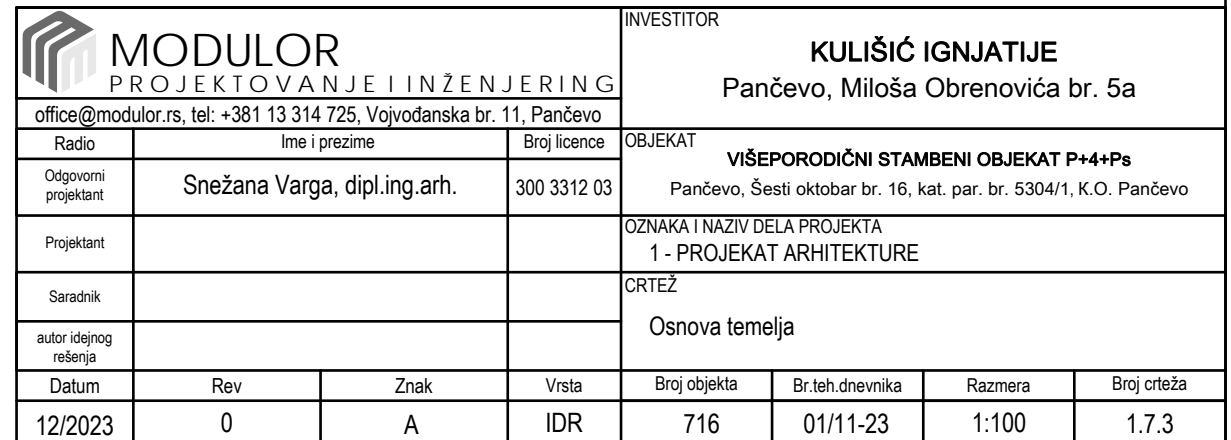 MODULOR
PROJEKTOVANJE I INŽENJERING
office@modulor.rs, tel: +381 13 314 725, Vojvođanska br. 11, Pančevo
INVESTITOR
KULIŠIĆ IGNJATIJE
Pančevo, Miloša Obrenovića br. 5a
Radio Ime i prezime Broj licence
Odgovorni
projektant
Snežana Varga, dipl.ing.arh. 300 3312 03
OBJEKAT
VIŠEPORODIČNI STAMBENI OBJEKAT P+4+Ps
Pančevo, Šesti oktobar br. 16, kat. par. br. 5304/1, K.O. Pančevo
Projektant
OZNAKA I NAZIV DELA PROJEKTA
1 - PROJEKAT ARHITEKTURE
Saradnik
autor idejnog
rešenja
CRTEŽ
Osnova temelja
Datum Rev Znak Vrsta Broj objekta Br.teh.dnevnika Razmera Broj crteža
12/2023 0 A IDR 716 01/11-23 1:100 1.7.3